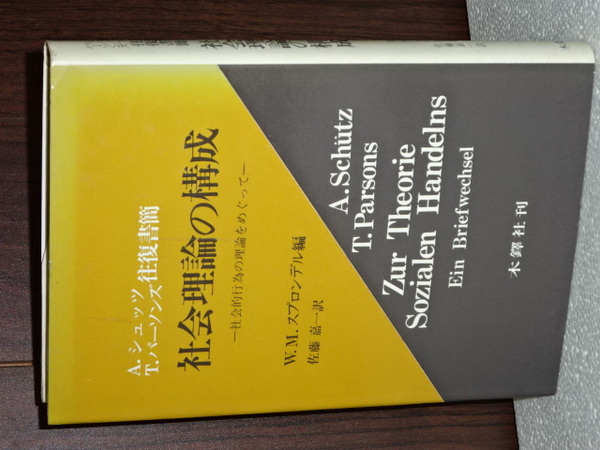 A.シュッツ
T.パーソンズ 往復書簡
社会理論の構成
―社会的行為の理論をめぐって―
W.M.スプロンデル編
佐藤 嘉一訳
A.Schütz
T.Parsons
Zur Theorie
Sozialen Handelns
Ein Briefwechsel
木鐸社刊